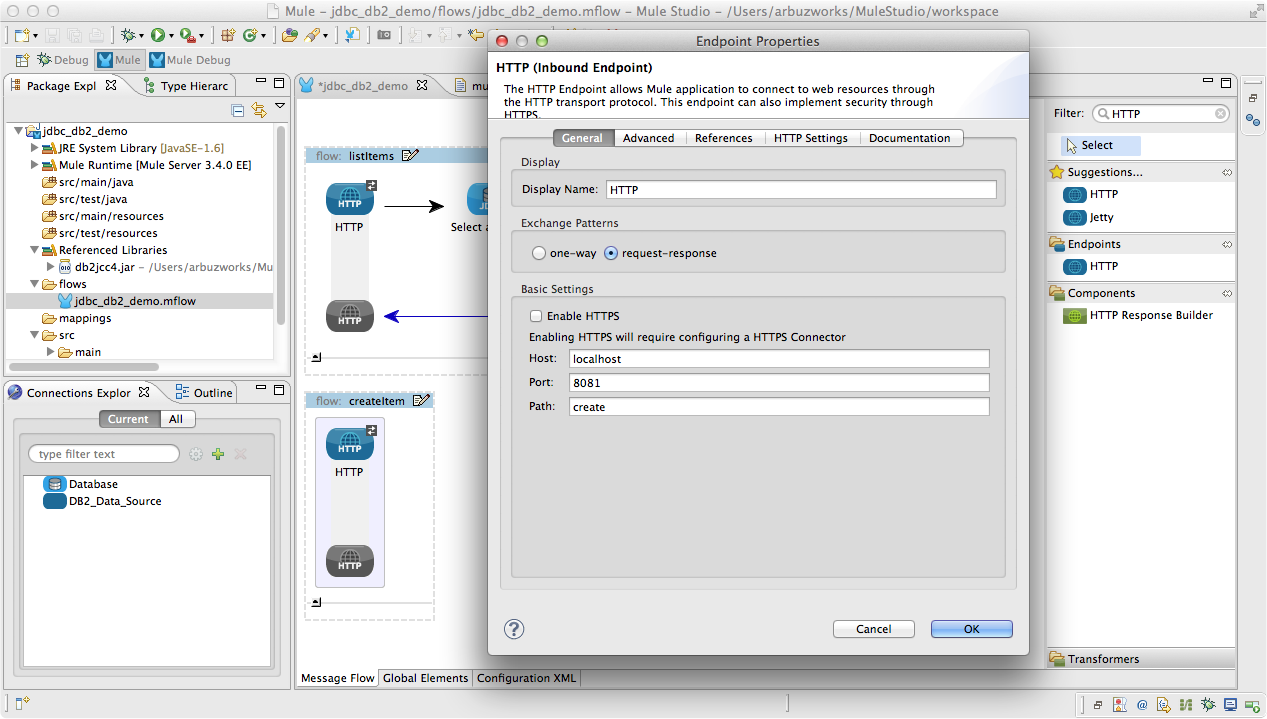 Mule – jdbc_db2_demo/flows/jdbc_db2_demo.mflow – Mule Studio – /Users/arbuzworks/MuleStudio/workspace
Debug
Mule
Mule Debug
Package Expl
Type Hierarc
jdbc_db2_demo
JRE System Library [JavaSE-1.6]
Mule Runtime [Mule Server 3.4.0 EE]
src/main/java
src/test/java
src/main/resources
src/test/resources
Referenced Libraries
db2jcc4.jar – /Users/arbuzworks/Mu
flows
jdbc_db2_demo.mflow
mappings
src
main
Connections Explor
Outline
Current
All
type filter text
Database
DB2_Data_Source
*jdbc_db2_demo
mu
flow: listItems
HTTP
HTTP
JD
Select a
HTTP
flow: createItem
HTTP
HTTP
HTTP
Message Flow
Global Elements
Configuration XML
Endpoint Properties
HTTP (Inbound Endpoint)
The HTTP Endpoint allows Mule application to connect to web resources through
the HTTP transport protocol. This endpoint can also implement security through
HTTPS.
General
Advanced
References
HTTP Settings
Documentation
Display
Display Name: HTTP
Exchange Patterns
one-way
request-response
Basic Settings
Enable HTTPS
Enabling HTTPS will require configuring a HTTPS Connector
Host: localhost
Port: 8081
Path: create
?
Cancel
OK
Filter: HTTP
Select
Suggestions...
HTTP
Jetty
Endpoints
HTTP
Components
HTTP Response Builder
Transformers